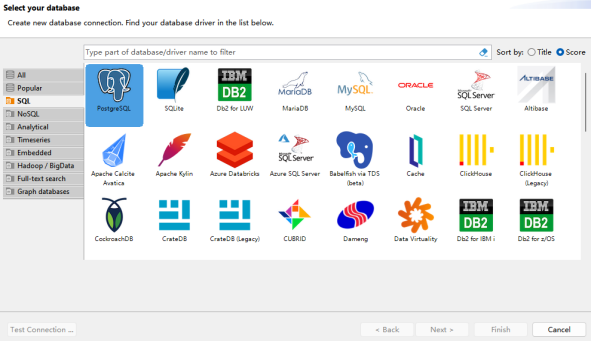 Select your database
Create new database connection. Find your database driver in the list below.
Type part of database/driver name to filter
Sort by: Title Score
All
Popular
SQL
NoSQL
Analytical
Timeseries
Embedded
Hadoop / BigData
Full-text search
Graph databases
IBM
DB2
MariaDB
MySQL
ORACLE
SQL Server
ALTIBASE
PostgreSQL
SQLite
Db2 for LUW
MariaDB
MySQL
Oracle
SQL Server
Altibase
SQL Server
Apache Calcite
Avatica
Apache Kylin
Azure Databricks
Azure SQL Server
Babelfish via TDS
(beta)
Cache
ClickHouse
ClickHouse
(Legacy)
IBM
DB2
IBM
DB2
CockroachDB
CrateDB
CrateDB (Legacy)
CUBRID
Dameng
Data Virtuality
Db2 for IBM i
Db2 for z/OS
Test Connection ...
< Back
Next >
Finish
Cancel